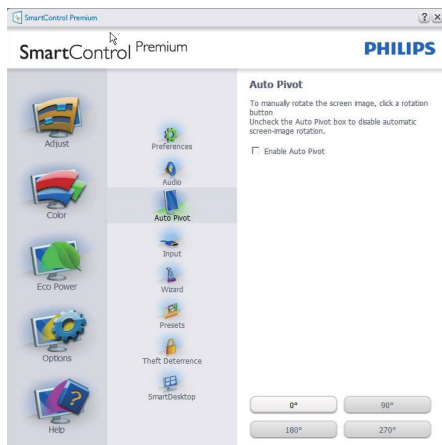 SmartControl Premium
SmartControl Premium
PHILIPS
Adjust
Color
Eco Power
Options
Help
Preferences
Audio
Auto Pivot
Input
Wizard
Presets
Theft Deterrence
SmartDesktop
Auto Pivot
To manually rotate the screen image, click a rotation
button
Uncheck the Auto Pivot box to disable automatic
screen-image rotation.
Enable Auto Pivot
0°
90°
180°
270°